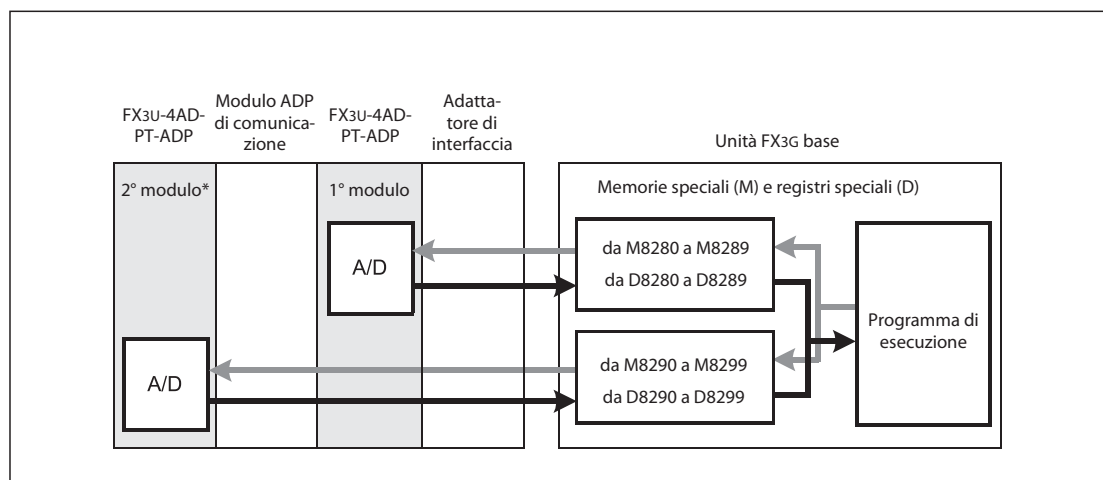 FX3U-4AD-
PT-ADP
Modulo ADP
di comunica-
zione
FX3U-4AD-
PT-ADP
Adatta-
tore di
interfaccia
Unità FX3G base
2° modulo*
1° modulo
Memorie speciali (M) e registri speciali (D)
A/D
da M8280 a M8289
da D8280 a D8289
Programma di
esecuzione
A/D
da M8290 a M8299
da D8290 a D8299